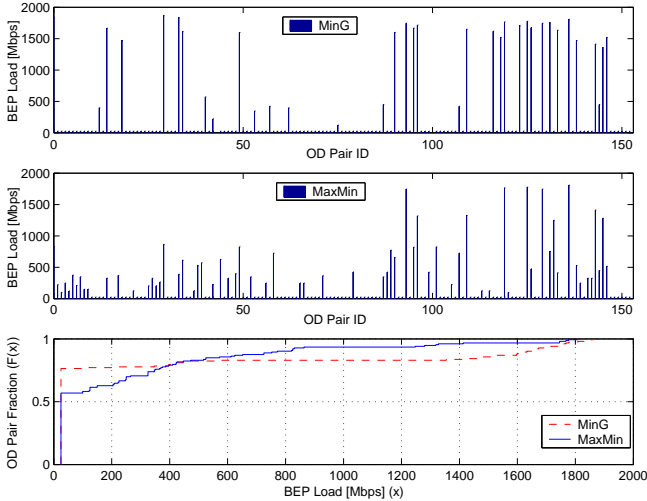 2000
1500
1000
500
0
BEP Load [Mbps]
MinG
0 50 100 150
OD Pair ID
2000
1500
1000
500
0
BEP Load [Mbps]
MaxMin
0 50 100 150
OD Pair ID
1
0.5
0
OD Pair Fraction (F(x))
MinG
MaxMin
0 200 400 600 800 1000 1200 1400 1600 1800 2000
BEP Load [Mbps] (x)